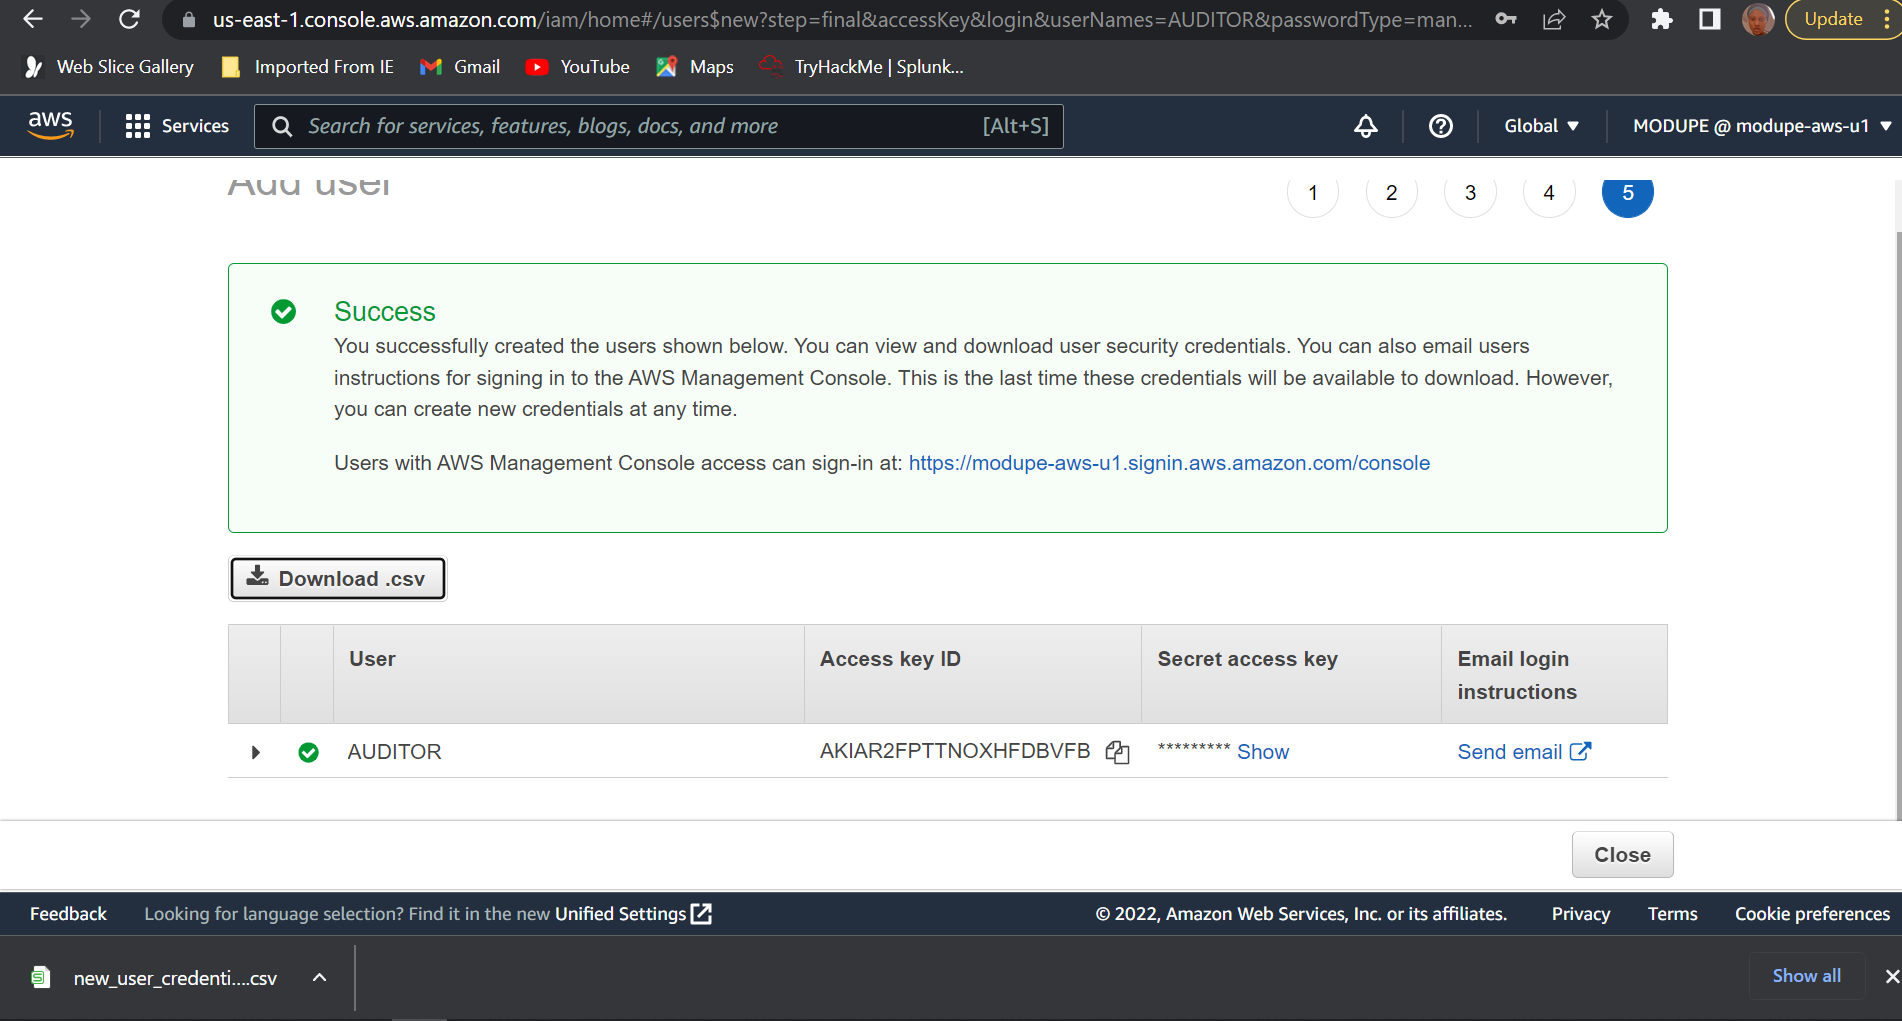 us-east-1.console.aws.amazon.com/iam/home#/users$new?step=final&accessKey&login&userNames=AUDITOR&passwordType=man...
Update
Web Slice Gallery
Imported From IE
Gmail
YouTube
Maps
TryHackMe | Splunk...
aws
Services
Search for services, features, blogs, docs, and more
[Alt+S]
Global
MODUPE @ modupe-aws-u1
Add user
1
2
3
4
5
Success
You successfully created the users shown below. You can view and download user security credentials. You can also email users
instructions for signing in to the AWS Management Console. This is the last time these credentials will be available to download. However,
you can create new credentials at any time.
Users with AWS Management Console access can sign-in at: https://modupe-aws-u1.signin.aws.amazon.com/console
Download .csv
User
Access key ID
Secret access key
Email login
instructions
AUDITOR
AKIAR2FPTTNOXHFDBVFB
********* Show
Send email
Close
Feedback
Looking for language selection? Find it in the new Unified Settings
© 2022, Amazon Web Services, Inc. or its affiliates.
Privacy
Terms
Cookie preferences
new_user_credenti....csv
Show all